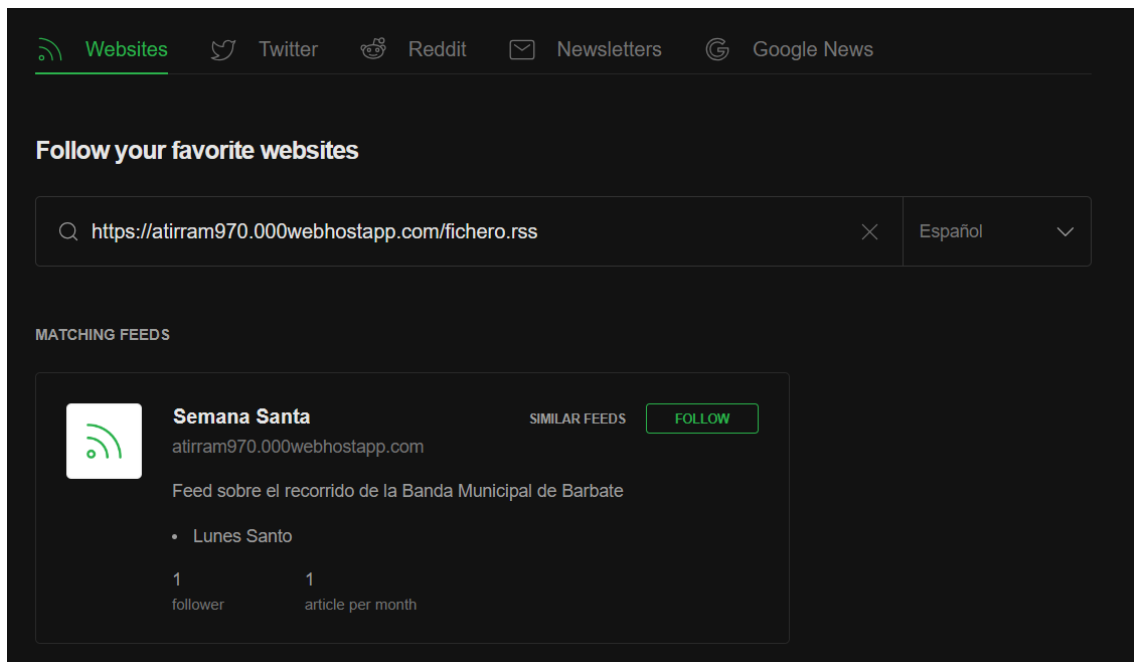 Websites Twitter Reddit Newsletters Google News
Follow your favorite websites
https://atirram970.000webhostapp.com/fichero.rss Español
MATCHING FEEDS
Semana Santa SIMILAR FEEDS FOLLOW
atirram970.000webhostapp.com
Feed sobre el recorrido de la Banda Municipal de Barbate
• Lunes Santo
1 1
follower article per month